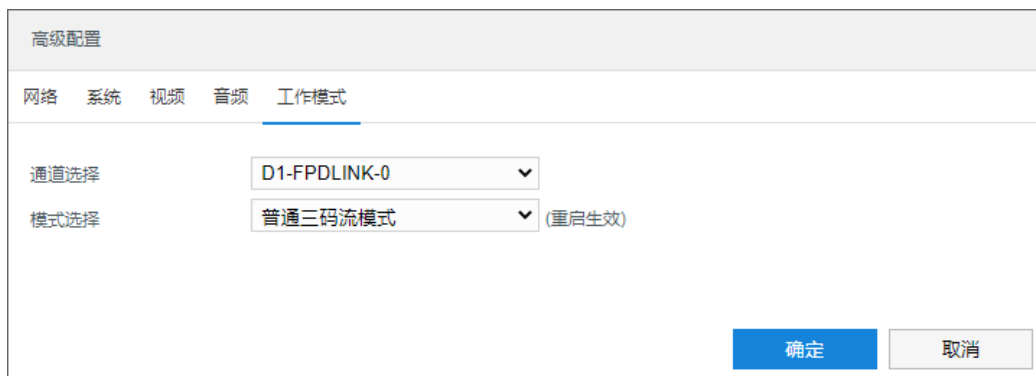 高级配置
网络 系统 视频 音频 工作模式
通道选择 D1-FPDLINK-0
模式选择 普通三码流模式 (重启生效)
确定 取消